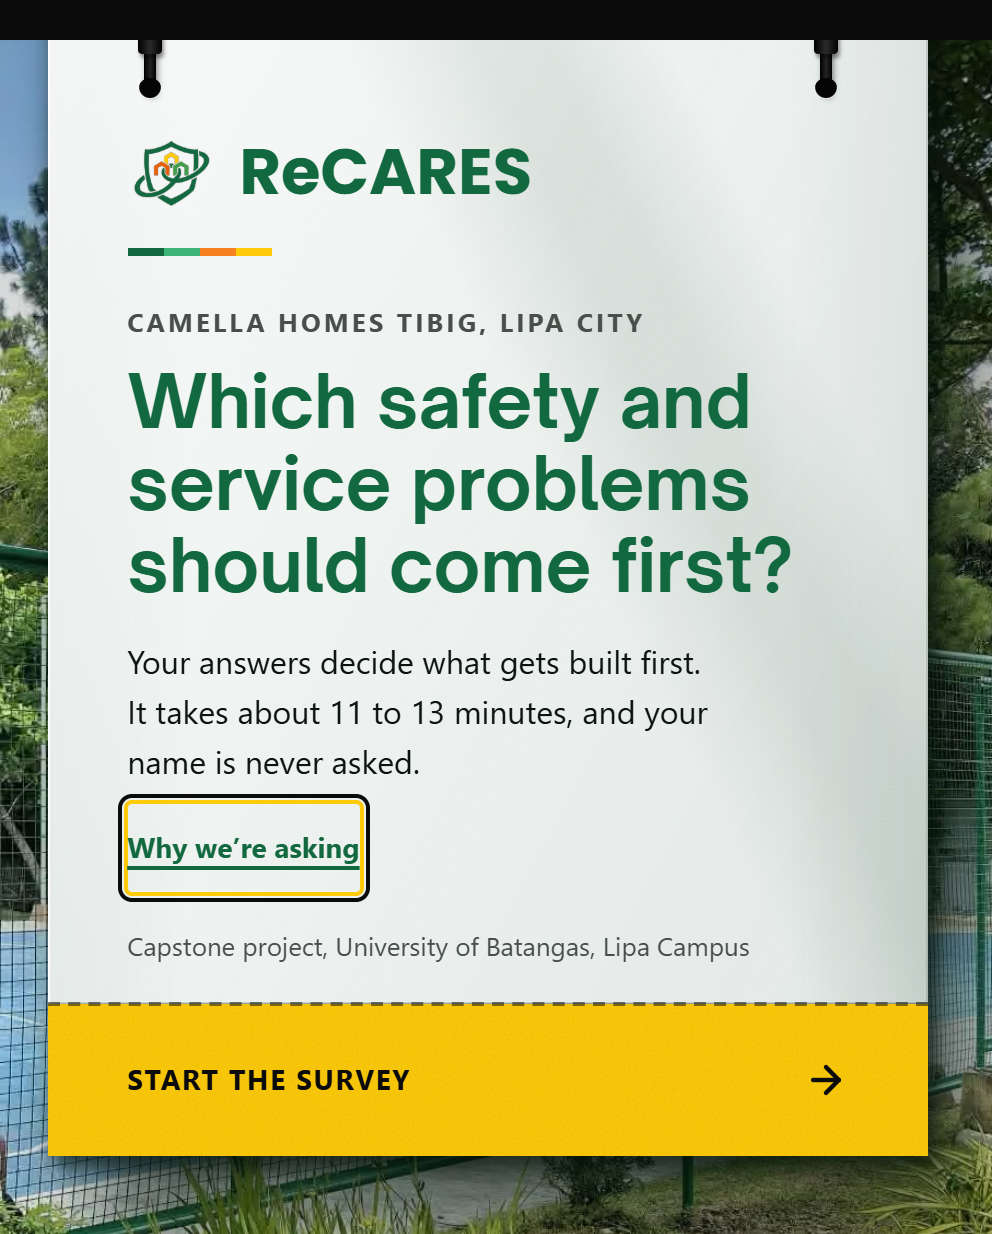 ReCARES
CAMELLA HOMES TIBIG, LIPA CITY
Which safety and
service problems
should come first?
Your answers decide what gets built first.
It takes about 11 to 13 minutes, and your
name is never asked.
Why we’re asking
Capstone project, University of Batangas, Lipa Campus
START THE SURVEY